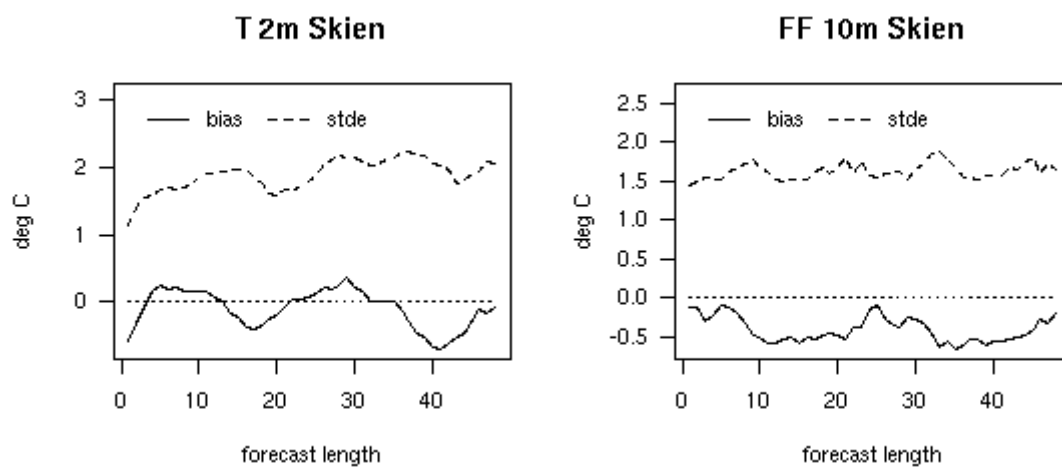 T 2m Skien
3
2
1
0
deg C
bias
stde
0
10
20
30
40
forecast length
FF 10m Skien
2.5
2.0
1.5
1.0
0.5
0.0
-0.5
deg C
bias
stde
0
10
20
30
40
forecast length